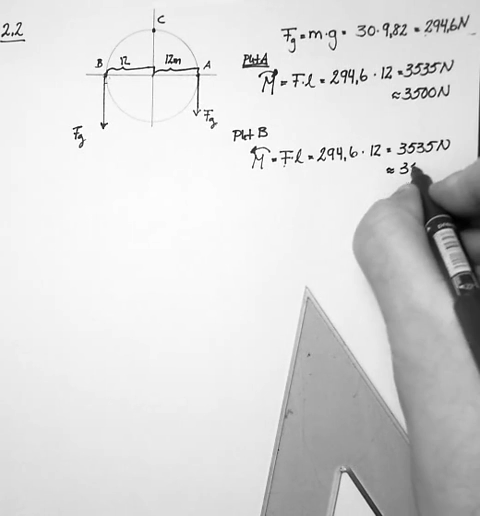 2.2
C
B 12 12m A
Fg
Fg
Fg = m·g = 30·9,82 = 294,6N
Pkt A
M = F·l = 294,6 · 12 = 3535N
≈ 3500N
Pkt B
M = F·l = 294,6 · 12 = 3535N
≈ 3